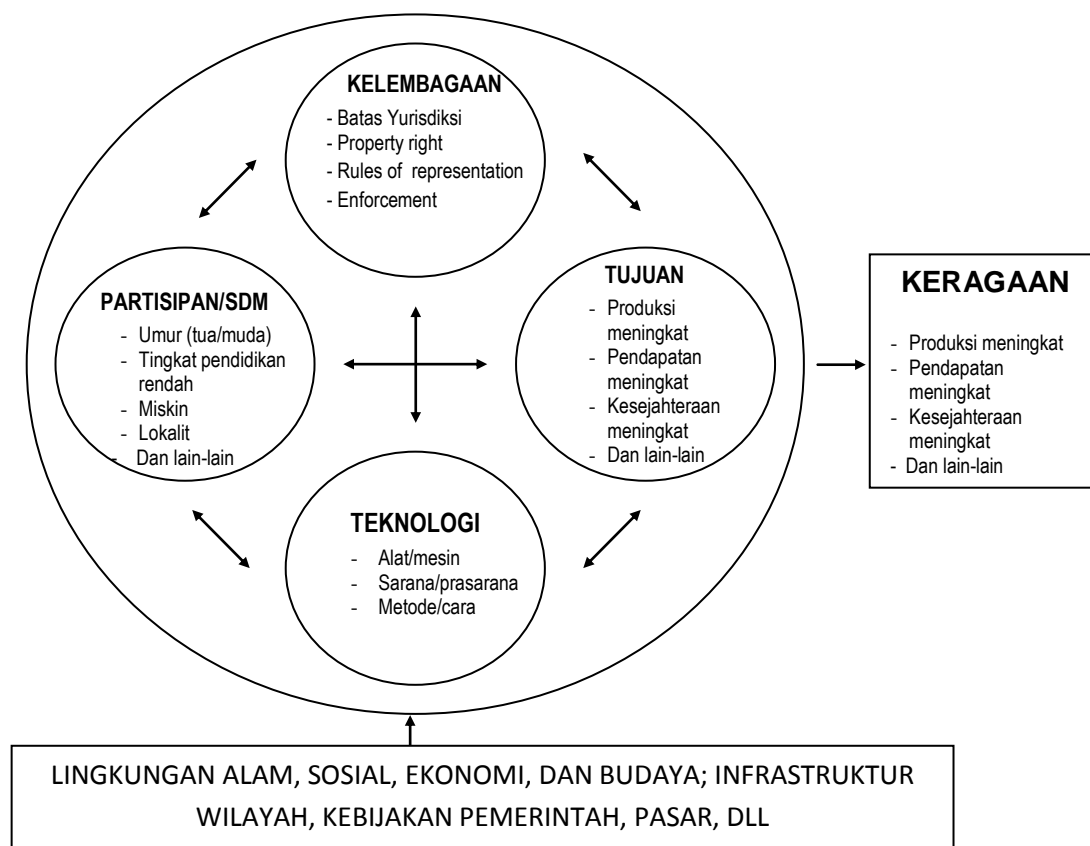 KELEMBAGAAN
- Batas Yurisdiksi
- Property right
- Rules of representation
- Enforcement
PARTISIPAN/SDM
- Umur (tua/muda)
- Tingkat pendidikan
rendah
- Miskin
- Lokalit
- Dan lain-lain
TUJUAN
- Produksi
meningkat
- Pendapatan
meningkat
- Kesejahteraan
meningkat
- Dan lain-lain
TEKNOLOGI
- Alat/mesin
- Sarana/prasarana
- Metode/cara
KERAGAAN
- Produksi meningkat
- Pendapatan
meningkat
- Kesejahteraan
meningkat
- Dan lain-lain
LINGKUNGAN ALAM, SOSIAL, EKONOMI, DAN BUDAYA; INFRASTRUKTUR
WILAYAH, KEBIJAKAN PEMERINTAH, PASAR, DLL